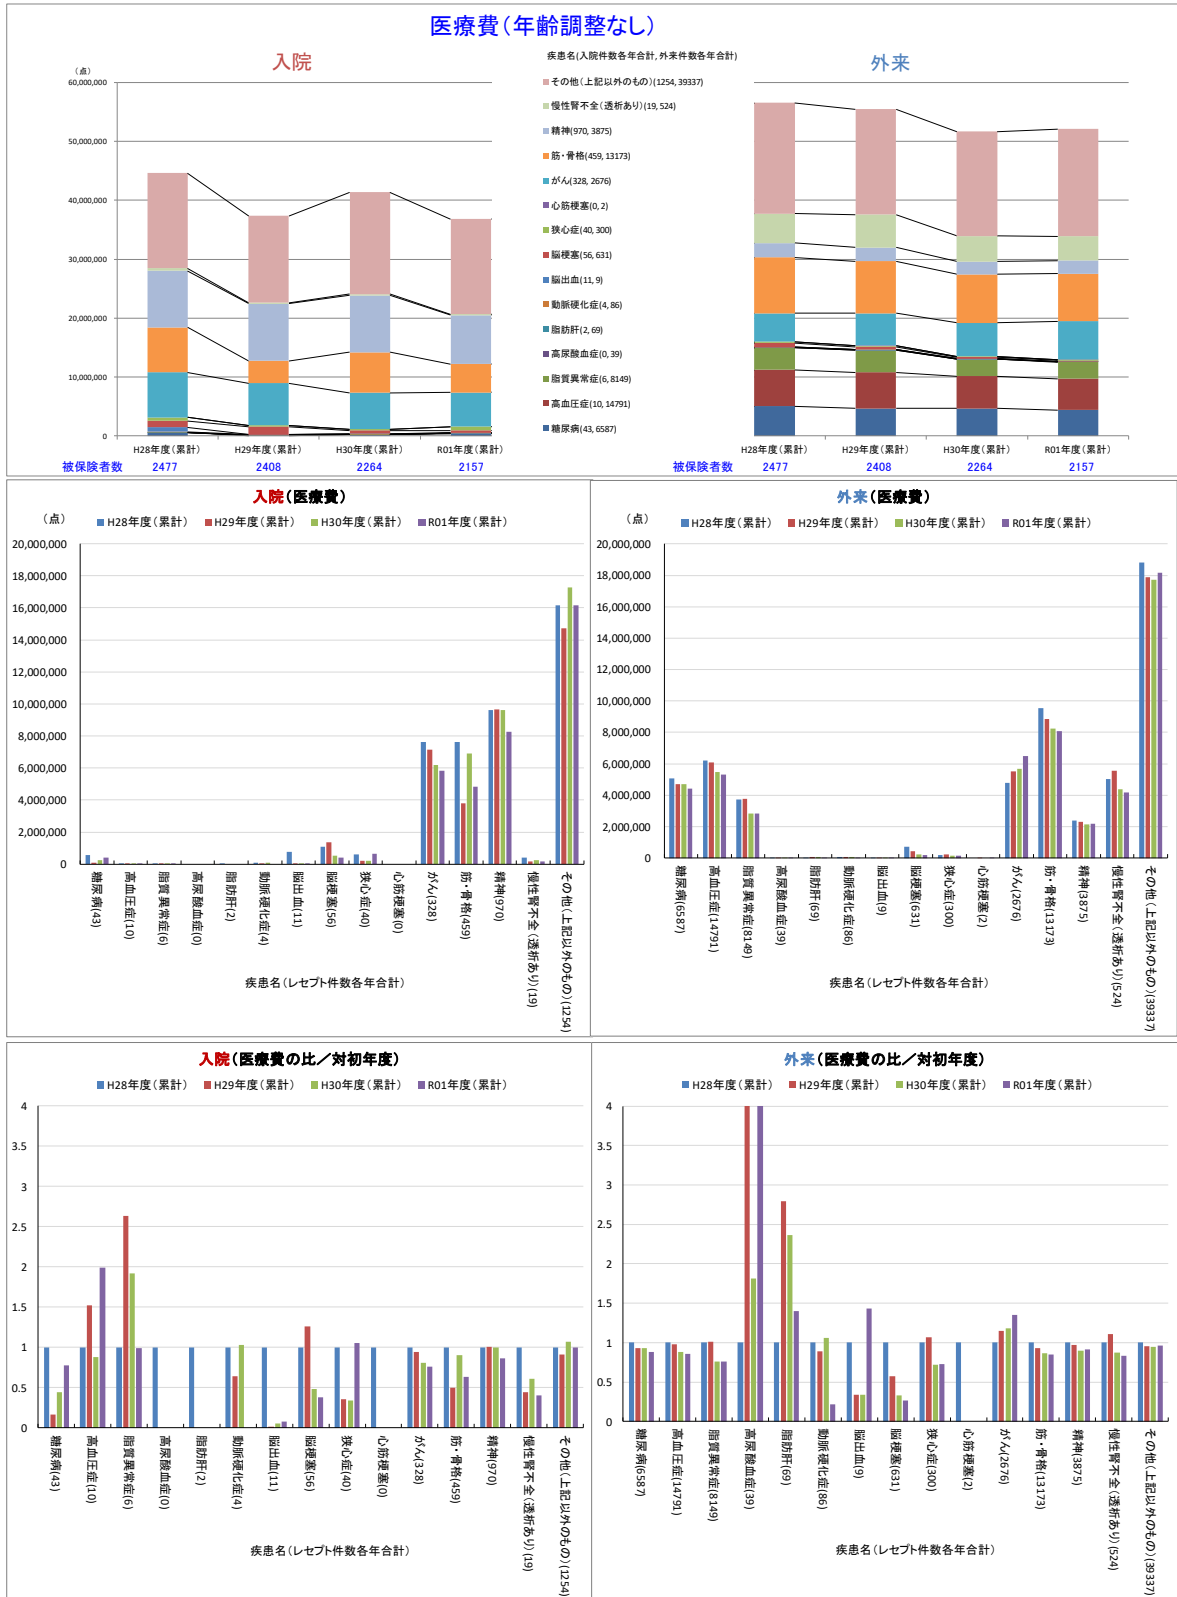 医療費(年齢調整なし)
入院
(点)
60,000,000
50,000,000
40,000,000
30,000,000
20,000,000
10,000,000
0
H28年度(累計) H29年度(累計) H30年度(累計) R01年度(累計)
被保険者数 2477 2408 2264 2157
疾患名(入院件数各年合計, 外来件数各年合計)
その他(上記以外のもの)(1254, 39337)
慢性腎不全(透析あり)(19, 524)
精神(970, 3875)
筋・骨格(459, 13173)
がん(328, 2676)
心筋梗塞(0, 2)
狭心症(40, 300)
脳梗塞(56, 631)
脳出血(11, 9)
動脈硬化症(4, 86)
脂肪肝(2, 69)
高尿酸血症(0, 39)
脂質異常症(6, 8149)
高血圧症(10, 14791)
糖尿病(43, 6587)
外来
H28年度(累計) H29年度(累計) H30年度(累計) R01年度(累計)
被保険者数 2477 2408 2264 2157
入院(医療費)
(点) H28年度(累計) H29年度(累計) H30年度(累計) R01年度(累計)
20,000,000
18,000,000
16,000,000
14,000,000
12,000,000
10,000,000
8,000,000
6,000,000
4,000,000
2,000,000
0
糖尿病(43)
高血圧症(10)
脂質異常症(6)
高尿酸血症(0)
脂肪肝(2)
動脈硬化症(4)
脳出血(11)
脳梗塞(56)
狭心症(40)
心筋梗塞(0)
がん(328)
筋・骨格(459)
精神(970)
慢性腎不全(透析あり)(19)
その他(上記以外のもの)(1254)
疾患名(レセプト件数各年合計)
外来(医療費)
(点) H28年度(累計) H29年度(累計) H30年度(累計) R01年度(累計)
20,000,000
18,000,000
16,000,000
14,000,000
12,000,000
10,000,000
8,000,000
6,000,000
4,000,000
2,000,000
0
糖尿病(6587)
高血圧症(14791)
脂質異常症(8149)
高尿酸血症(39)
脂肪肝(69)
動脈硬化症(86)
脳出血(9)
脳梗塞(631)
狭心症(300)
心筋梗塞(2)
がん(2676)
筋・骨格(13173)
精神(3875)
慢性腎不全(透析あり)(524)
その他(上記以外のもの)(39337)
疾患名(レセプト件数各年合計)
入院(医療費の比/対初年度)
H28年度(累計) H29年度(累計) H30年度(累計) R01年度(累計)
4
3.5
3
2.5
2
1.5
1
0.5
0
糖尿病(43)
高血圧症(10)
脂質異常症(6)
高尿酸血症(0)
脂肪肝(2)
動脈硬化症(4)
脳出血(11)
脳梗塞(56)
狭心症(40)
心筋梗塞(0)
がん(328)
筋・骨格(459)
精神(970)
慢性腎不全(透析あり)(19)
その他(上記以外のもの)(1254)
疾患名(レセプト件数各年合計)
外来(医療費の比/対初年度)
H28年度(累計) H29年度(累計) H30年度(累計) R01年度(累計)
4
3.5
3
2.5
2
1.5
1
0.5
0
糖尿病(6587)
高血圧症(14791)
脂質異常症(8149)
高尿酸血症(39)
脂肪肝(69)
動脈硬化症(86)
脳出血(9)
脳梗塞(631)
狭心症(300)
心筋梗塞(2)
がん(2676)
筋・骨格(13173)
精神(3875)
慢性腎不全(透析あり)(524)
その他(上記以外のもの)(39337)
疾患名(レセプト件数各年合計)